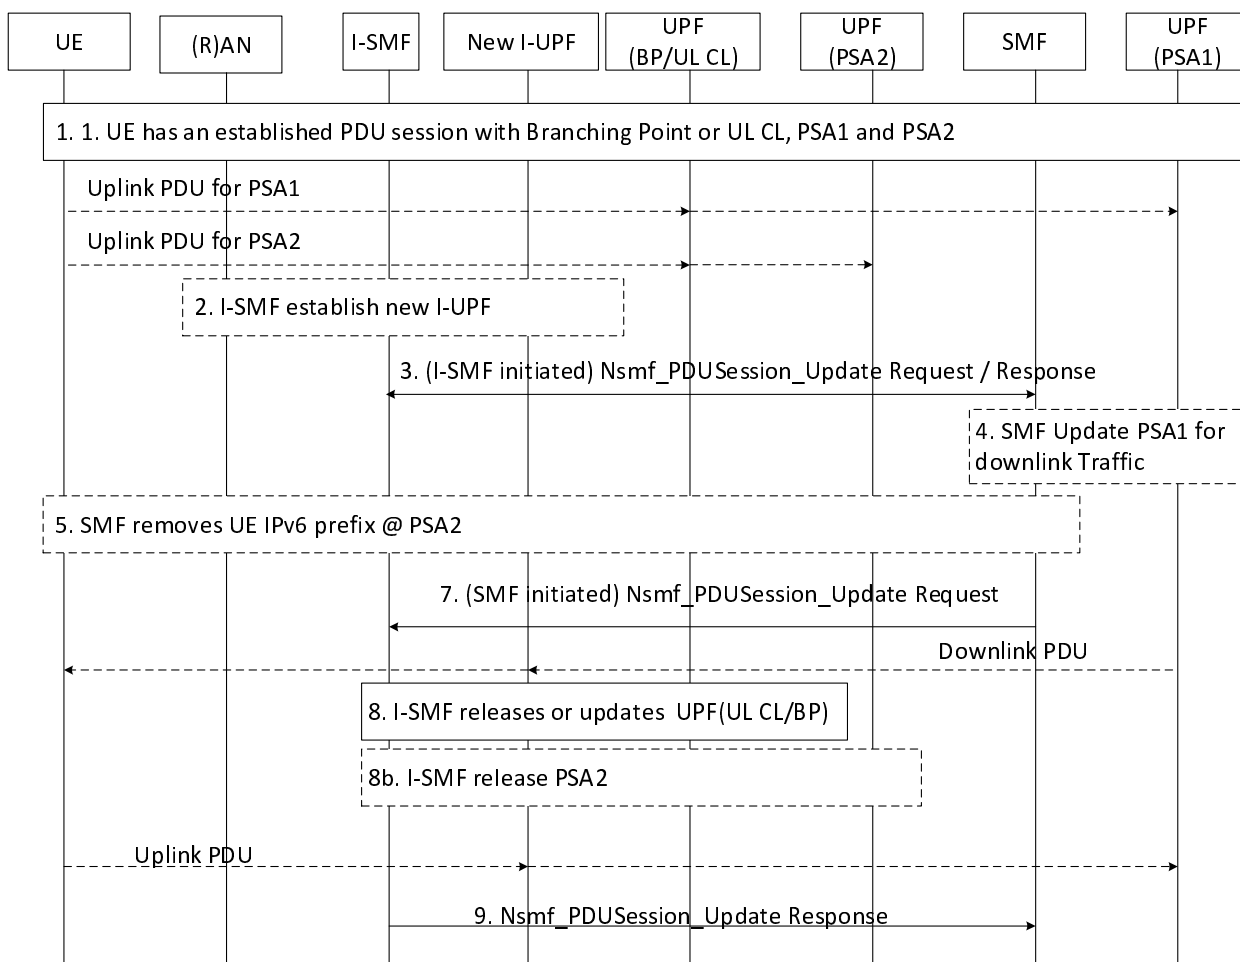 UE
(R)AN
I-SMF
New I-UPF
UPF
(BP/UL CL)
UPF
(PSA2)
SMF
UPF
(PSA1)
1. 1. UE has an established PDU session with Branching Point or UL CL, PSA1 and PSA2
Uplink PDU for PSA1
Uplink PDU for PSA2
2. I-SMF establish new I-UPF
3. (I-SMF initiated) Nsmf_PDUSession_Update Request / Response
4. SMF Update PSA1 for
downlink Traffic
5. SMF removes UE IPv6 prefix @ PSA2
7. (SMF initiated) Nsmf_PDUSession_Update Request
Downlink PDU
8. I-SMF releases or updates UPF(UL CL/BP)
8b. I-SMF release PSA2
Uplink PDU
9. Nsmf_PDUSession_Update Response